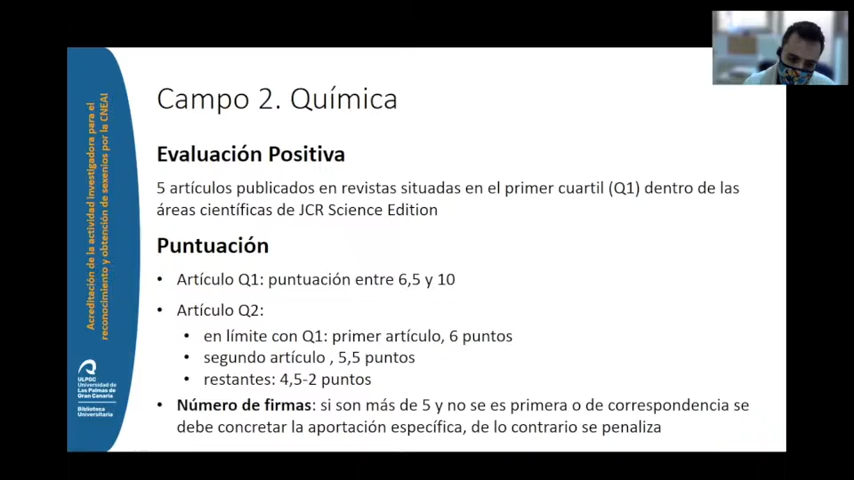 Acreditación de la actividad investigadora para el
reconocimiento y obtención de sexenios por la CNEAI
ULPGC
Universidad de
Las Palmas de
Gran Canaria
Biblioteca
Universitaria
Campo 2. Química
Evaluación Positiva
5 artículos publicados en revistas situadas en el primer cuartil (Q1) dentro de las
áreas científicas de JCR Science Edition
Puntuación
• Artículo Q1: puntuación entre 6,5 y 10
• Artículo Q2:
• en límite con Q1: primer artículo, 6 puntos
• segundo artículo , 5,5 puntos
• restantes: 4,5-2 puntos
• Número de firmas: si son más de 5 y no se es primera o de correspondencia se
debe concretar la aportación específica, de lo contrario se penaliza